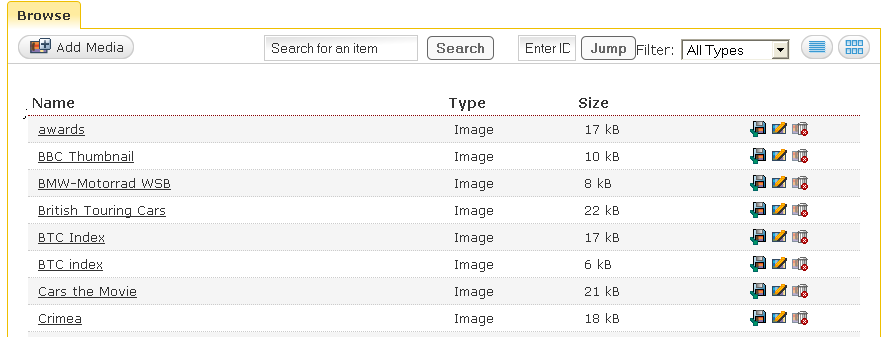 Browse
Add Media Search for an item Search Enter ID Jump Filter: All Types
Name Type Size
awards Image 17 kB
BBC Thumbnail Image 10 kB
BMW-Motorrad WSB Image 8 kB
British Touring Cars Image 22 kB
BTC Index Image 17 kB
BTC index Image 6 kB
Cars the Movie Image 21 kB
Crimea Image 18 kB